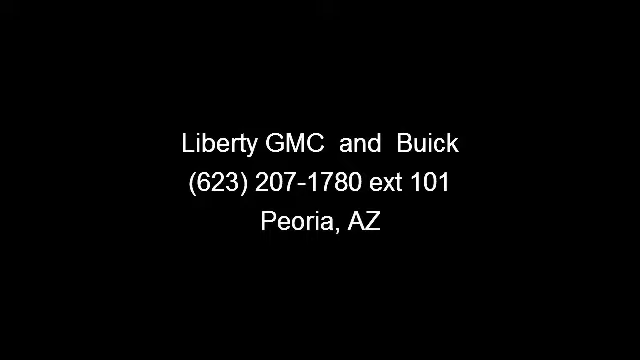 Liberty GMC  and  Buick
(623) 207-1780 ext 101
Peoria, AZ